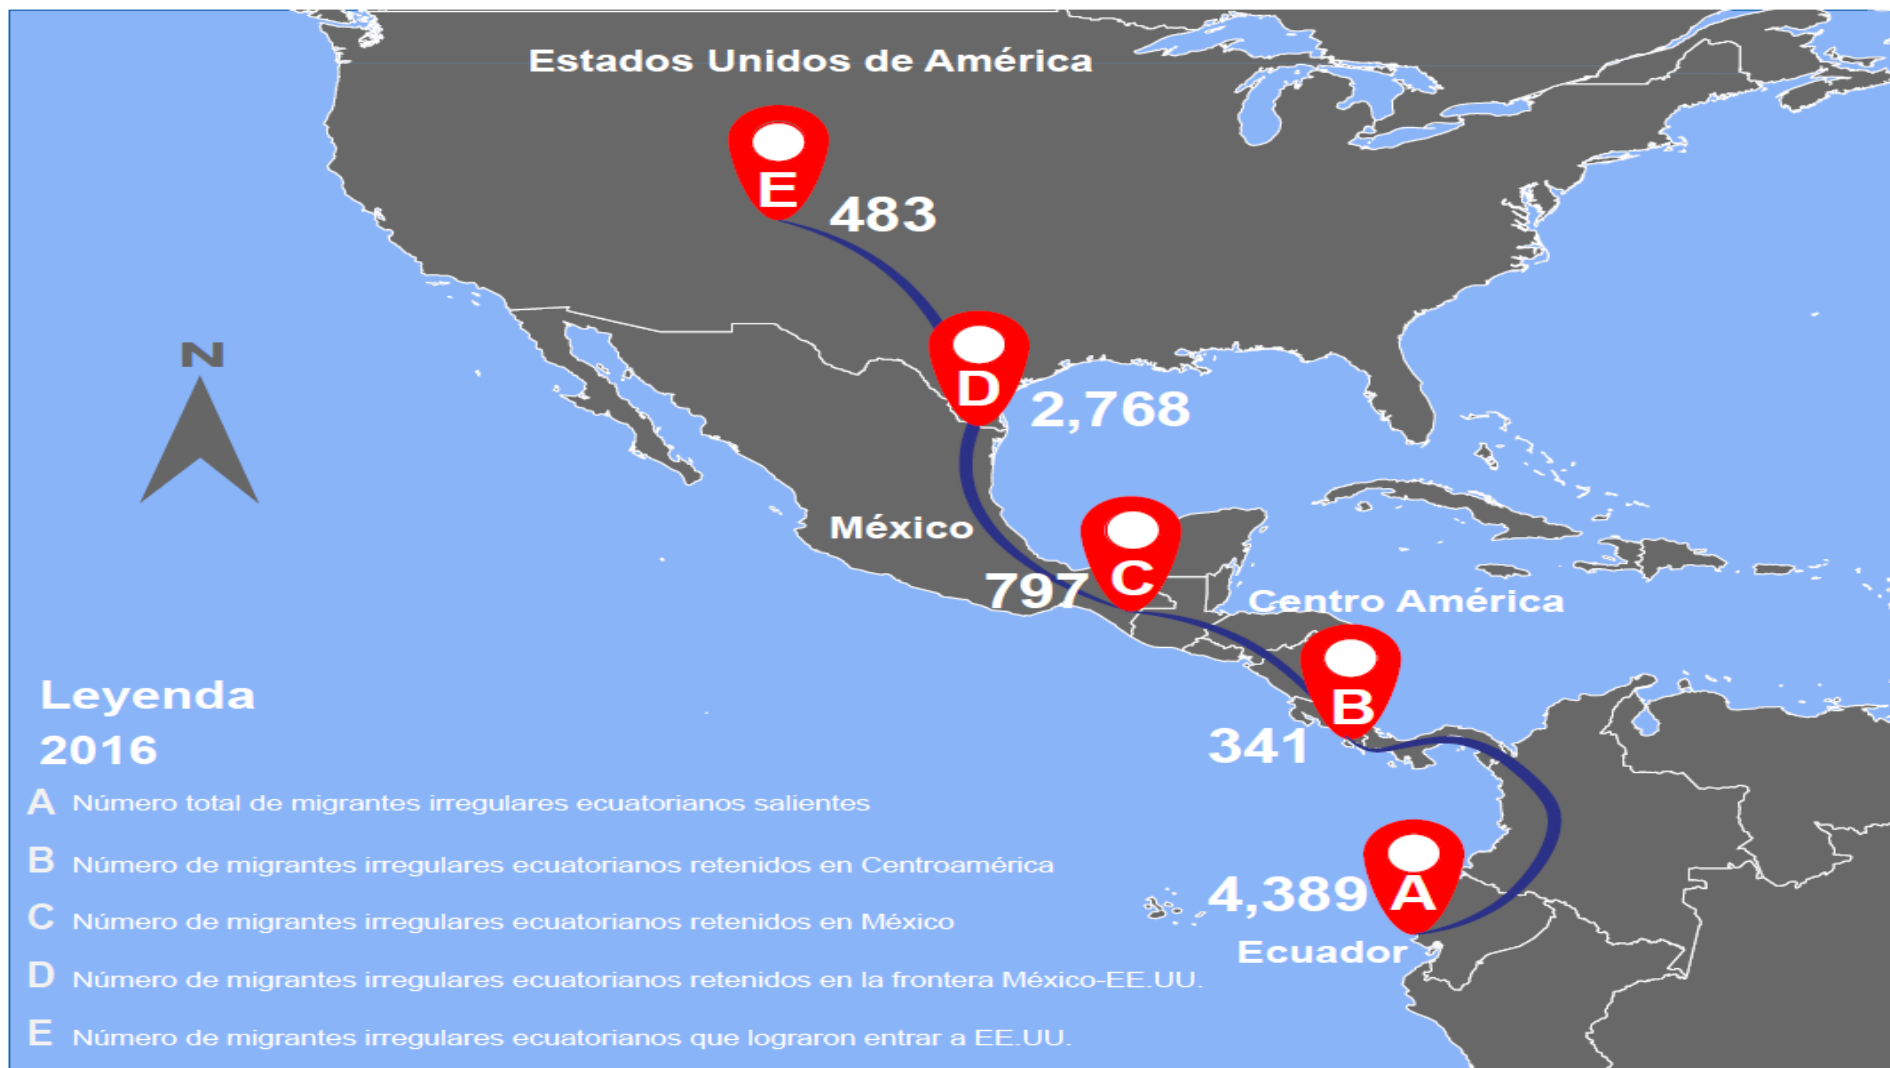 Estados Unidos de América
E
483
D
2,768
N
México
C
797
Centro América
B
341
A
4,389
Ecuador
Leyenda
2016
A Número total de migrantes irregulares ecuatorianos salientes
B Número de migrantes irregulares ecuatorianos retenidos en Centroamérica
C Número de migrantes irregulares ecuatorianos retenidos en México
D Número de migrantes irregulares ecuatorianos retenidos en la frontera México-EE.UU.
E Número de migrantes irregulares ecuatorianos que lograron entrar a EE.UU.